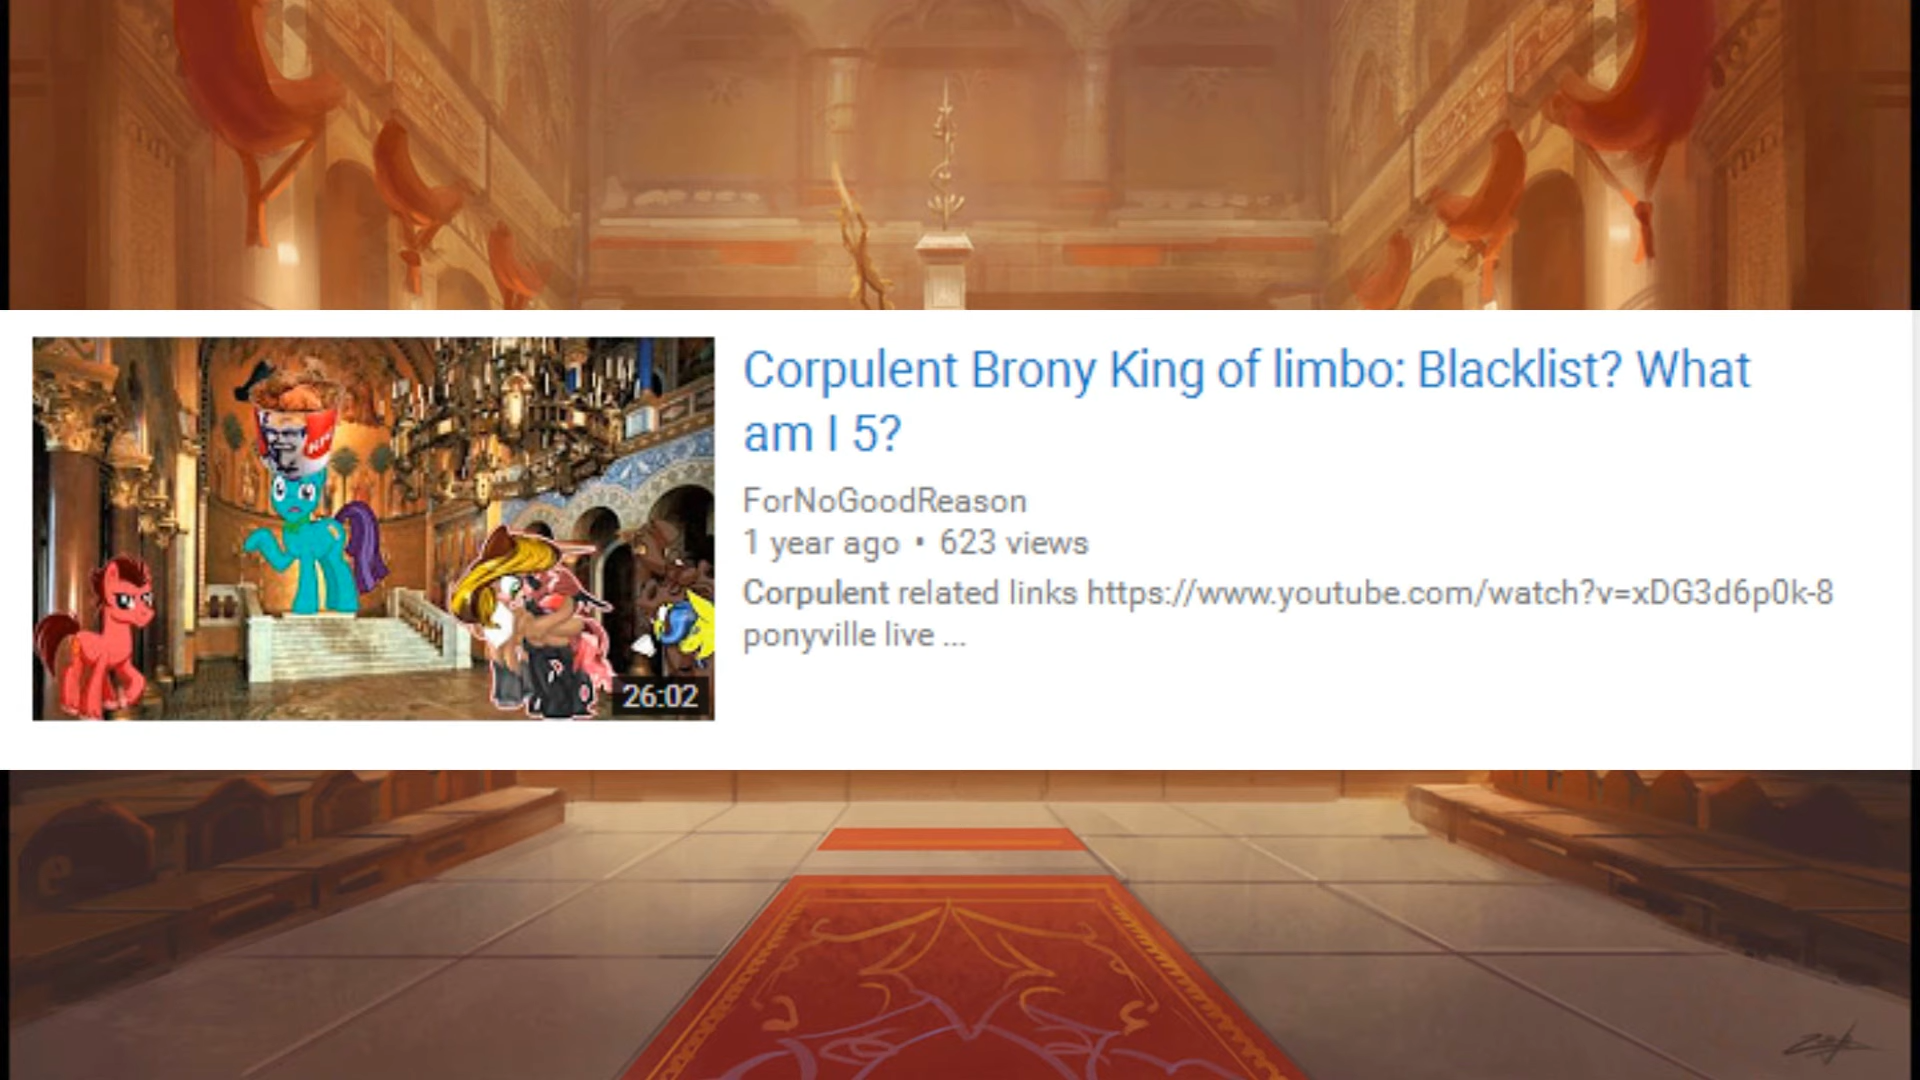 Corpulent Brony King of limbo: Blacklist? What
am I 5?
ForNoGoodReason
1 year ago • 623 views
Corpulent related links https://www.youtube.com/watch?v=xDG3d6p0k-8
ponyville live ...
KFC
26:02